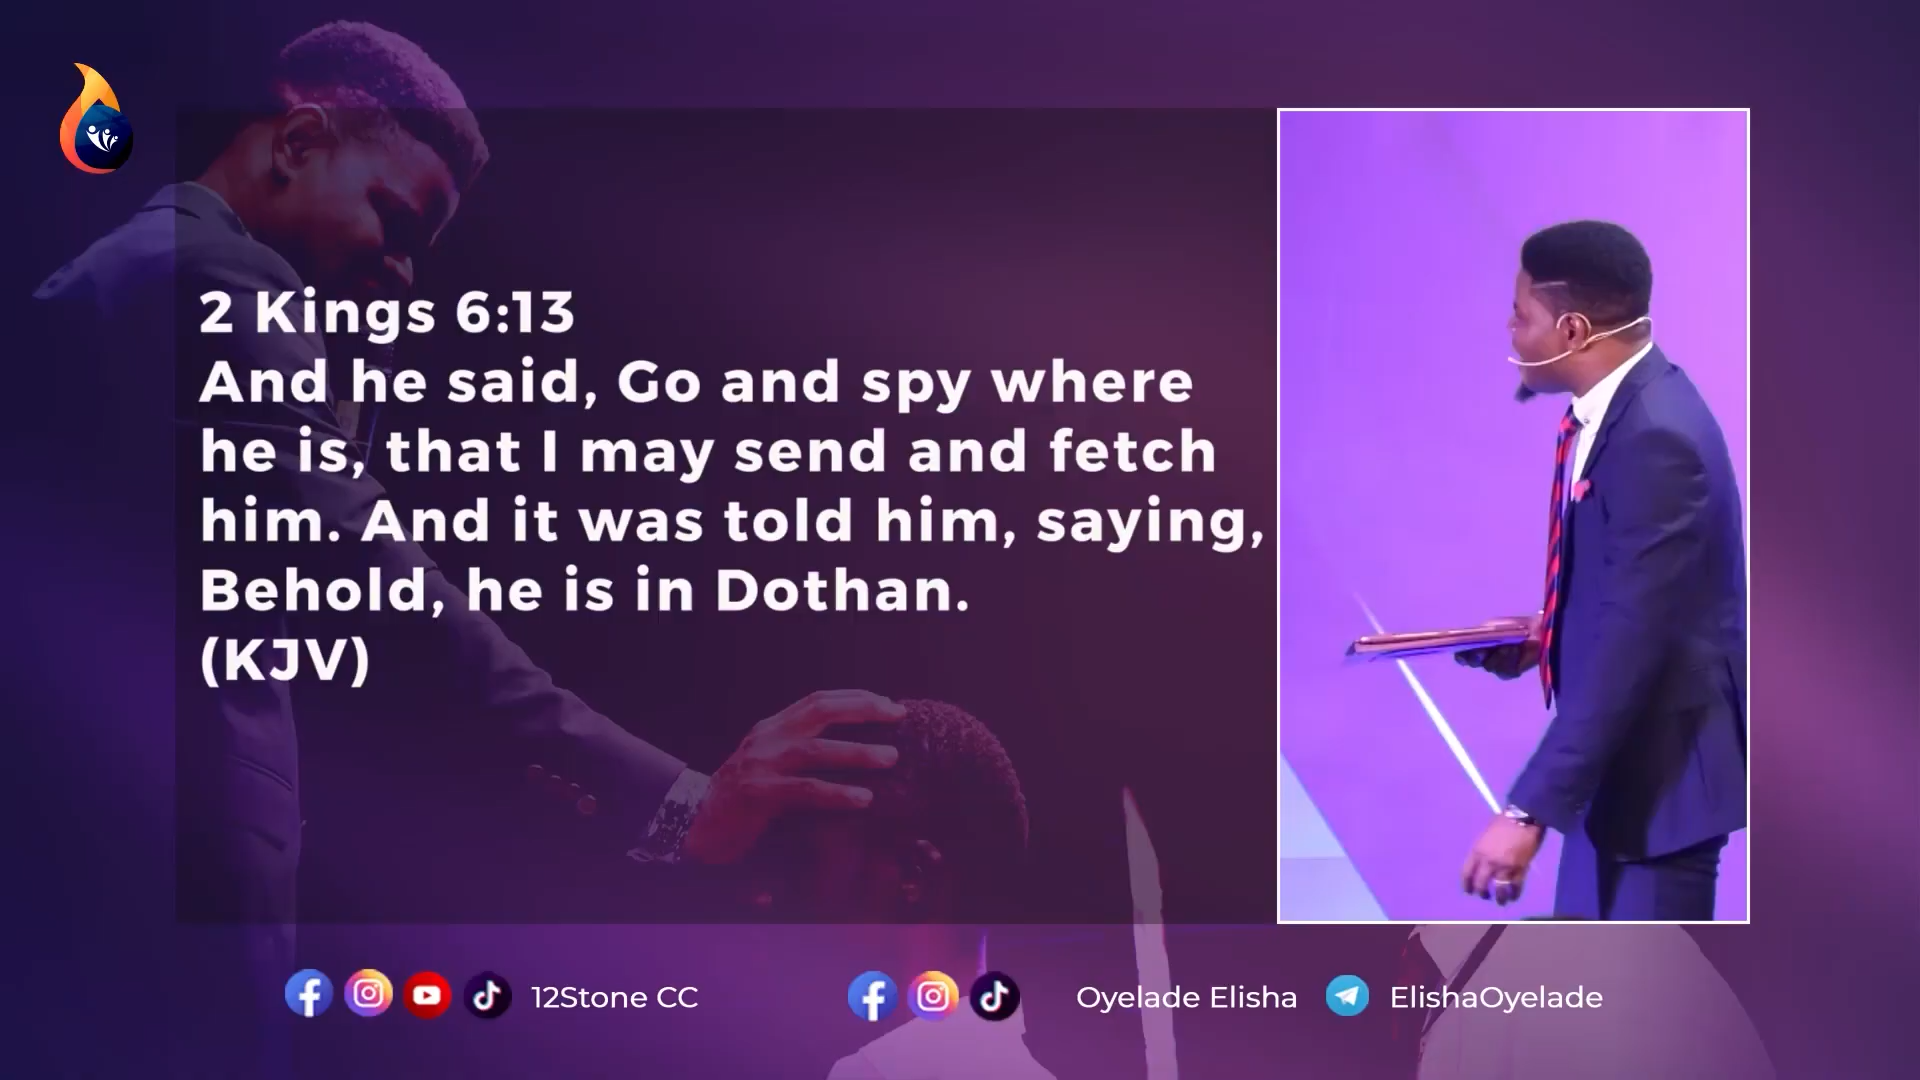 2 Kings 6:13
And he said, Go and spy where
he is, that I may send and fetch
him. And it was told him, saying,
Behold, he is in Dothan.
(KJV)
12Stone CC
Oyelade Elisha
ElishaOyelade